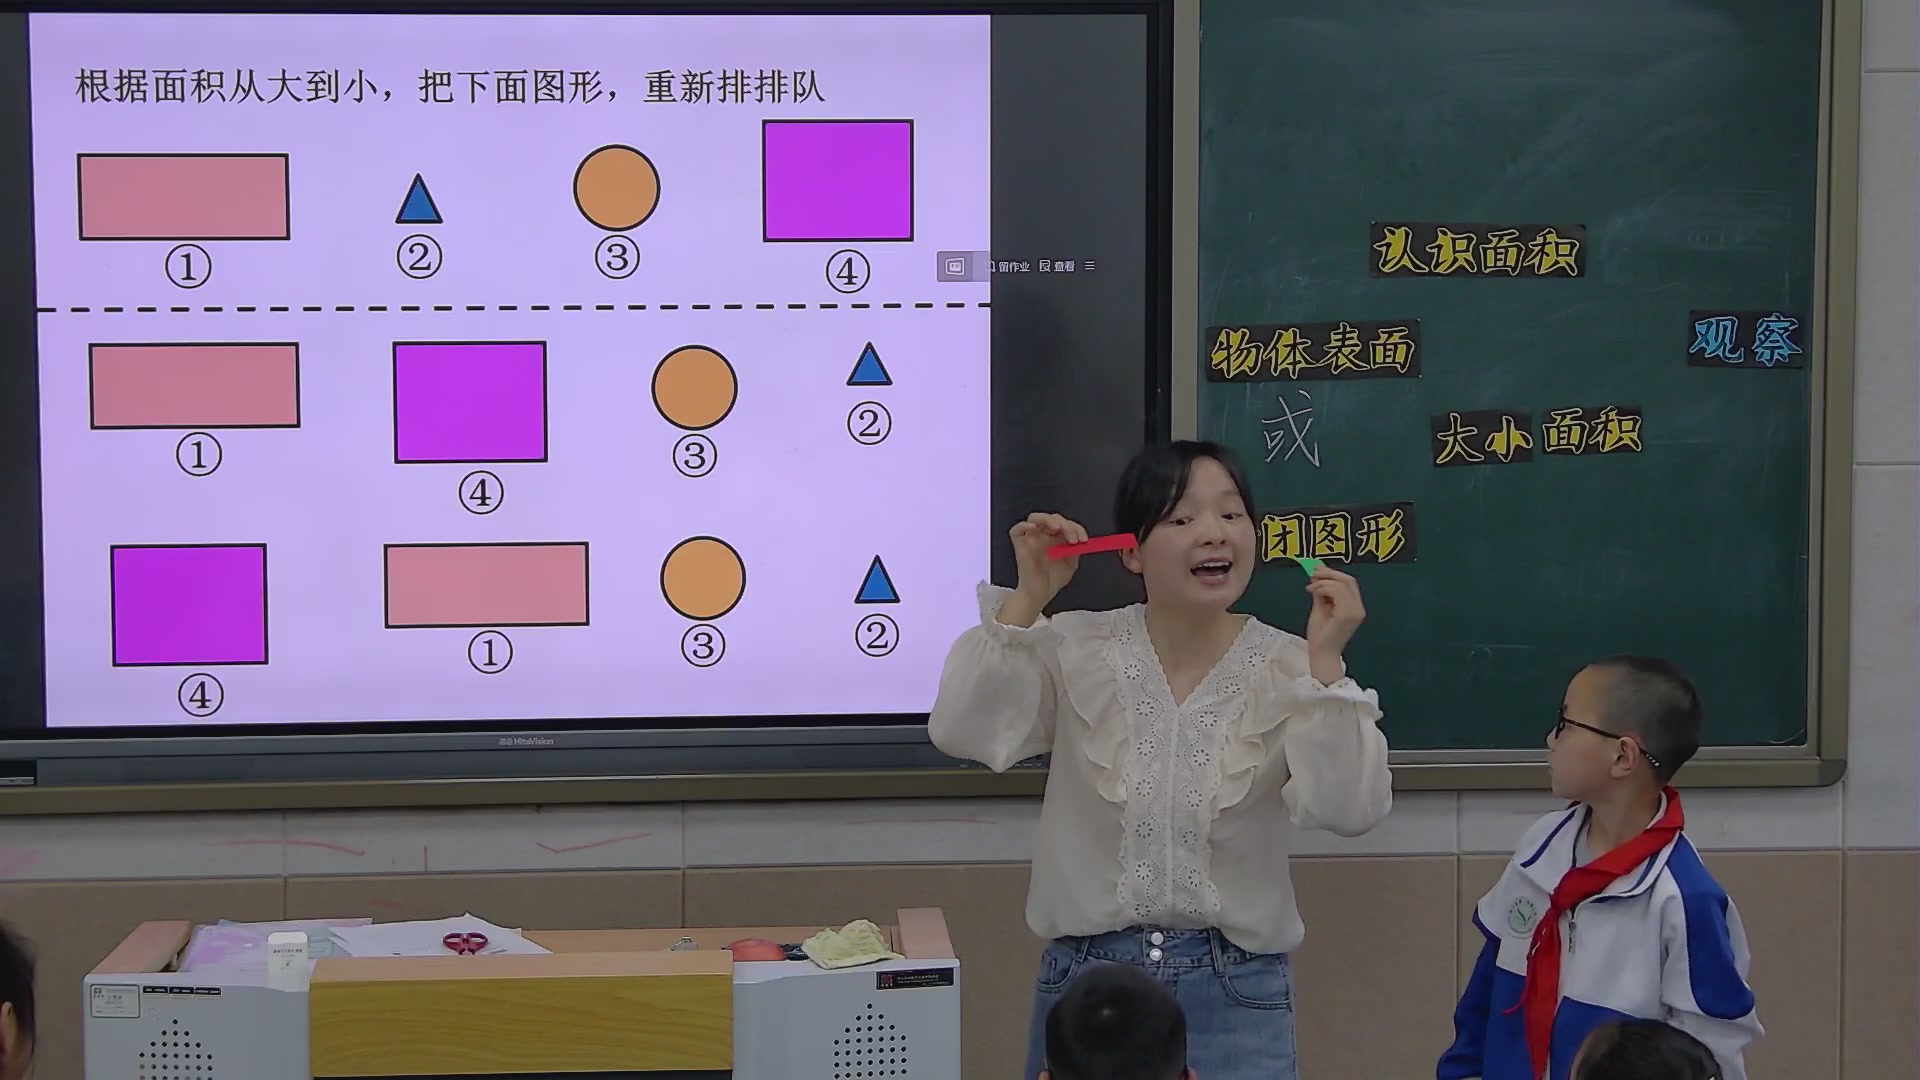 根据面积从大到小，把下面图形，重新排排队
① ② ③ ④
留作业 查看
① ④ ③ ②
④ ① ③ ②
HiteVision
认识面积
物体表面 观察
或 大小 面积
闭图形